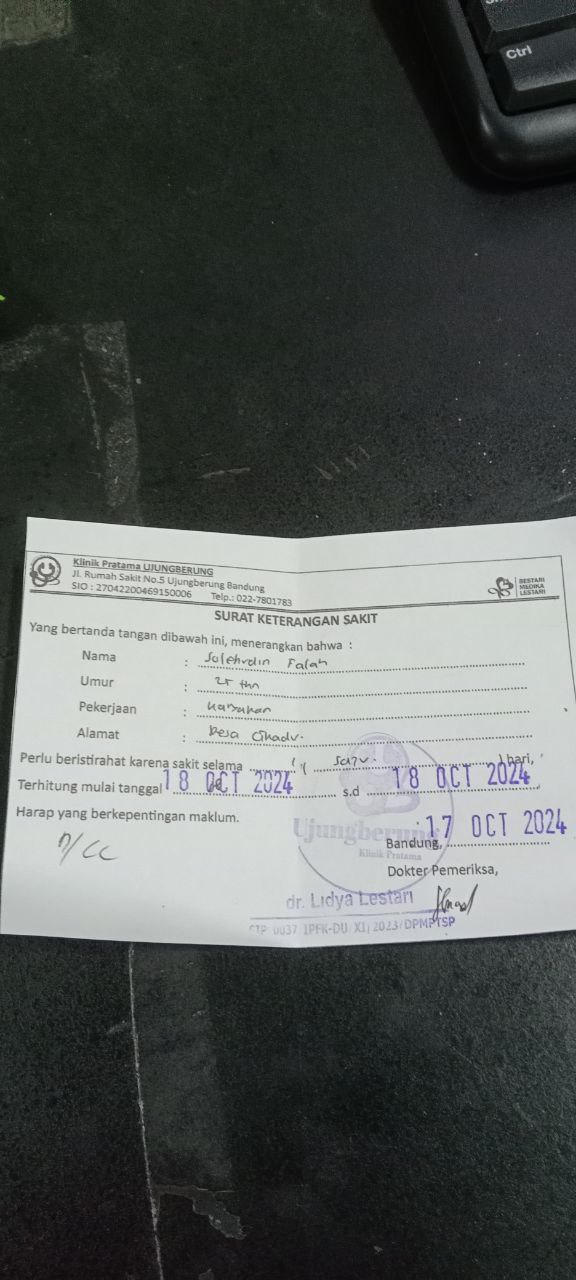 Ctrl
Klinik Pratama UJUNGBERUNG
Jl. Rumah Sakit No.5 Ujungberung Bandung
SIO : 27042200469150006 Telp.: 022-7801783
BESTARI
MEDIKA
LESTARI
SURAT KETERANGAN SAKIT
Yang bertanda tangan dibawah ini, menerangkan bahwa :
Nama : Solehudin Falah
Umur : 25 thn
Pekerjaan :
Alamat : Desa
Perlu beristirahat karena sakit selama 1 ( satu ) hari,
Terhitung mulai tanggal 18 OCT 2024 s.d 18 OCT 2024
Harap yang berkepentingan maklum.
Bandung, 17 OCT 2024
Ujungberung
Klinik Pratama
Dokter Pemeriksa,
dr. Lidya Lestari